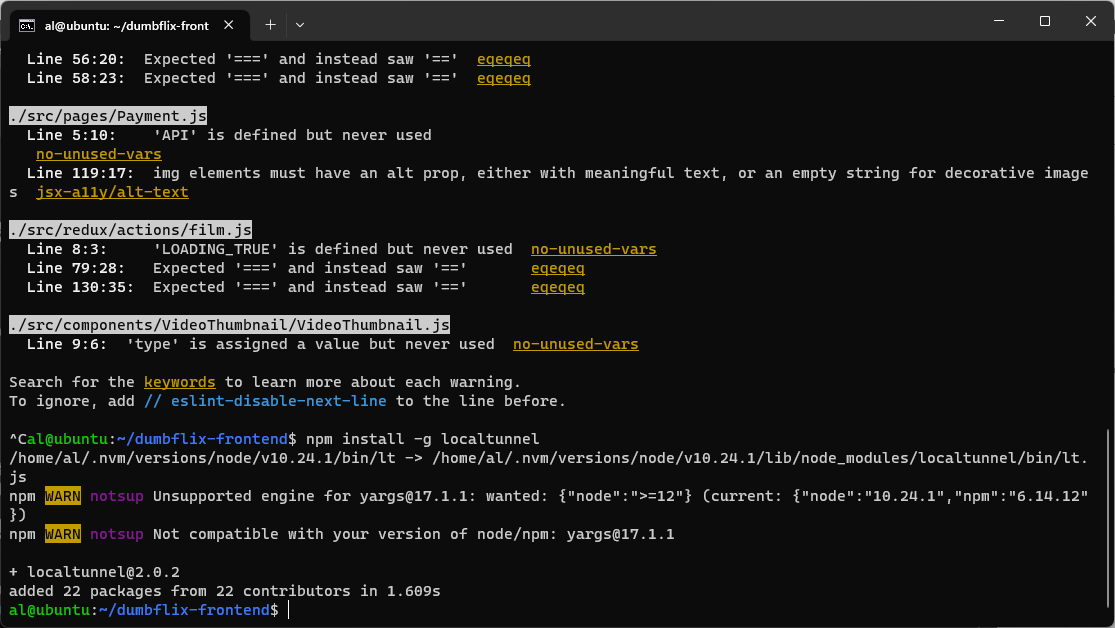 al@ubuntu: ~/dumbflix-front
Line 56:20:  Expected '===' and instead saw '=='  eqeqeq
Line 58:23:  Expected '===' and instead saw '=='  eqeqeq
./src/pages/Payment.js
Line 5:10:    'API' is defined but never used
no-unused-vars
Line 119:17:  img elements must have an alt prop, either with meaningful text, or an empty string for decorative image
s  jsx-a11y/alt-text
./src/redux/actions/film.js
Line 8:3:     'LOADING_TRUE' is defined but never used  no-unused-vars
Line 79:28:   Expected '===' and instead saw '=='       eqeqeq
Line 130:35:  Expected '===' and instead saw '=='       eqeqeq
./src/components/VideoThumbnail/VideoThumbnail.js
Line 9:6:  'type' is assigned a value but never used  no-unused-vars
Search for the keywords to learn more about each warning.
To ignore, add // eslint-disable-next-line to the line before.
^Cal@ubuntu:~/dumbflix-frontend$ npm install -g localtunnel
/home/al/.nvm/versions/node/v10.24.1/bin/lt -> /home/al/.nvm/versions/node/v10.24.1/lib/node_modules/localtunnel/bin/lt.
js
npm WARN notsup Unsupported engine for yargs@17.1.1: wanted: {"node":">=12"} (current: {"node":"10.24.1","npm":"6.14.12"
})
npm WARN notsup Not compatible with your version of node/npm: yargs@17.1.1
+ localtunnel@2.0.2
added 22 packages from 22 contributors in 1.609s
al@ubuntu:~/dumbflix-frontend$